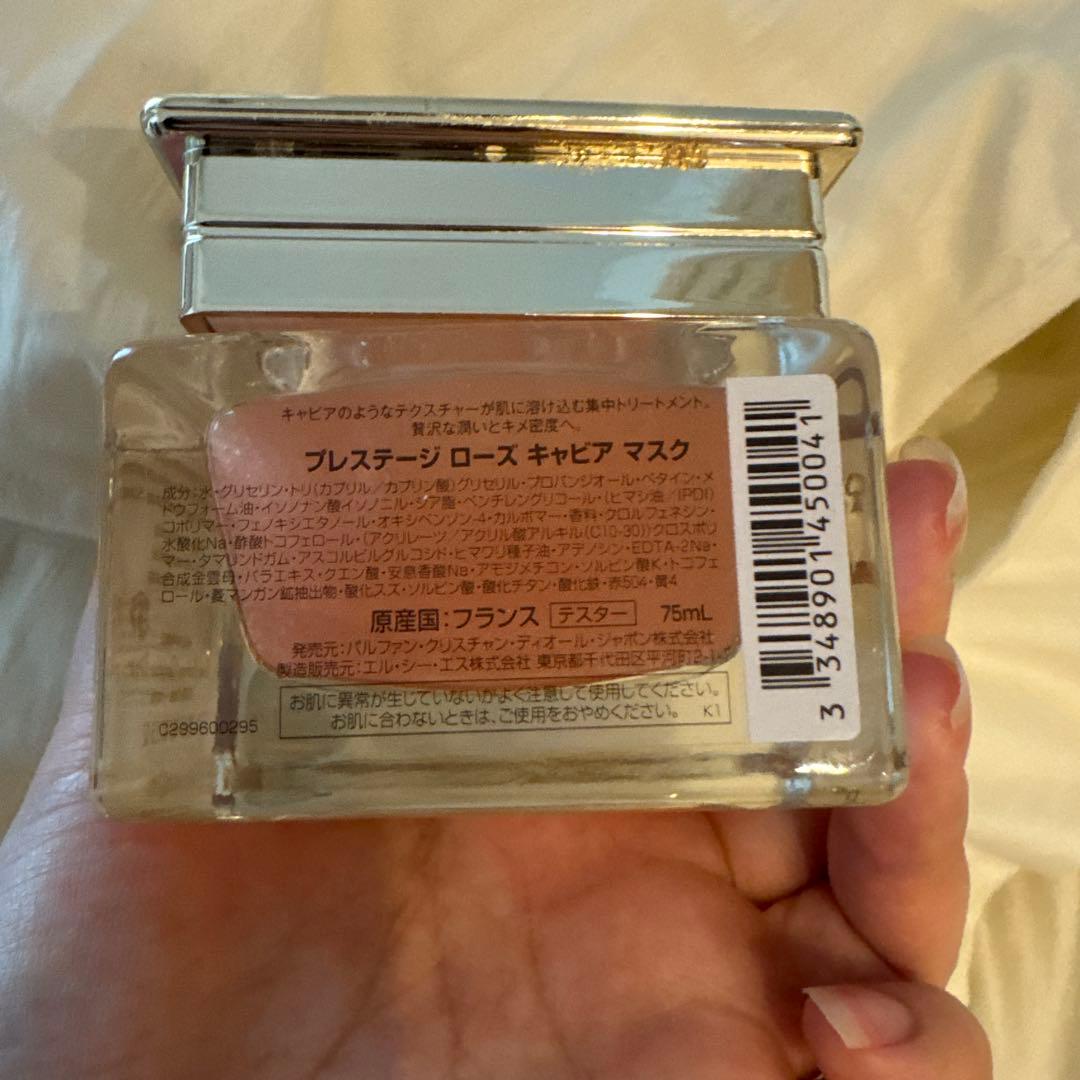 キャビアのようなテクスチャーが肌に溶け込む集中トリートメント。
贅沢な潤いとキメ密度へ。
プレステージ ローズ キャビア マスク
成分:水・グリセリン・トリ(カプリル/カプリン酸)グリセリル・プロパンジオール・ベタイン・メ
ドウフォーム油・イソノナン酸イソノニル・シア脂・ペンチレングリコール・(ヒマシ油/IPDI)
コポリマー・フェノキシエタノール・オキシベンゾン-4・カルボマー・香料・クロルフェネシン・
水酸化Na・酢酸トコフェロール・(アクリレーツ/アクリル酸アルキル(C10-30))クロスポリ
マー・タマリンドガム・アスコルビルグルコシド・ヒマワリ種子油・アデノシン・EDTA-2Na・
合成金雲母・バラエキス・クエン酸・安息香酸Na・アモジメチコン・ソルビン酸K・トコフェ
ロール・菱マンガン鉱抽出物・酸化スズ・ソルビン酸・酸化チタン・酸化鉄・赤504・黄4
原産国:フランス テスター 75mL
発売元:パルファン・クリスチャン・ディオール・ジャポン株式会社
製造販売元:エル・シー・エス株式会社 東京都千代田区平河町2-1-
お肌に異常が生じていないかよく注意して使用してください。
お肌に合わないときは、ご使用をおやめください。 K1
0299600295
3 348901 450041